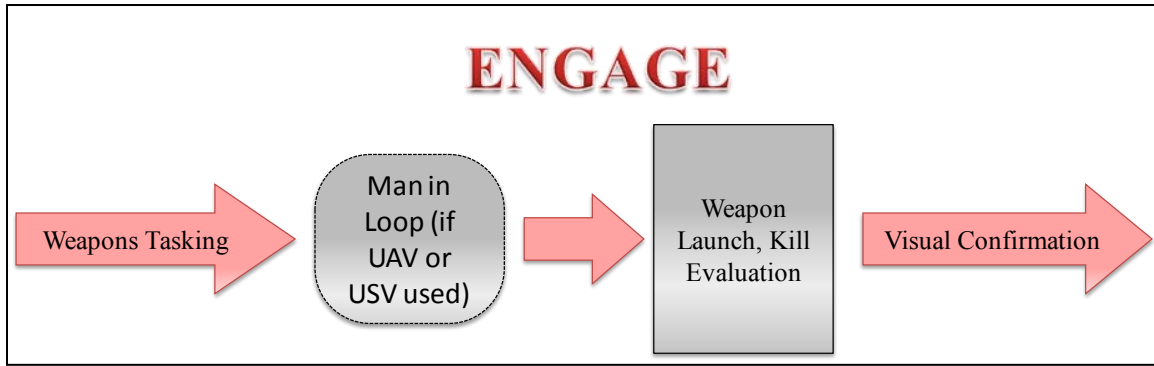 ENGAGE
Weapons Tasking
Man in
Loop (if
UAV or
USV used)
Weapon
Launch, Kill
Evaluation
Visual Confirmation